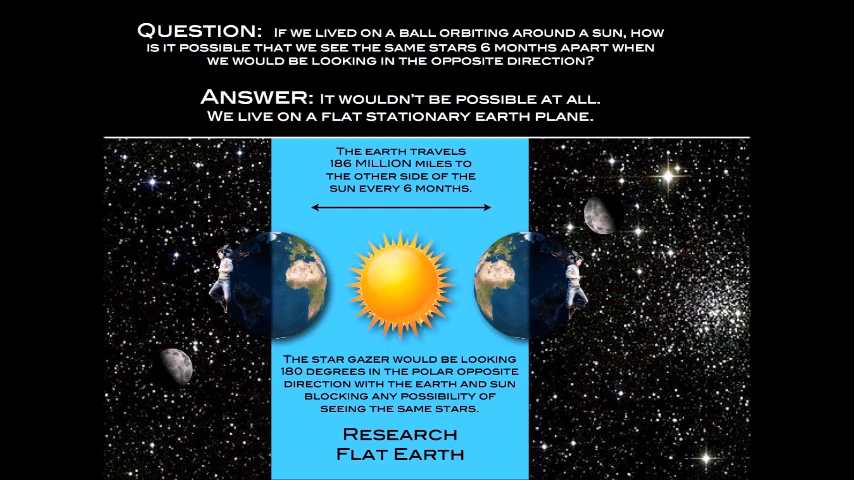 QUESTION: IF WE LIVED ON A BALL ORBITING AROUND A SUN, HOW
IS IT POSSIBLE THAT WE SEE THE SAME STARS 6 MONTHS APART WHEN
WE WOULD BE LOOKING IN THE OPPOSITE DIRECTION?
ANSWER: IT WOULDN'T BE POSSIBLE AT ALL.
WE LIVE ON A FLAT STATIONARY EARTH PLANE.
THE EARTH TRAVELS
186 MILLION MILES TO
THE OTHER SIDE OF THE
SUN EVERY 6 MONTHS.
THE STAR GAZER WOULD BE LOOKING
180 DEGREES IN THE POLAR OPPOSITE
DIRECTION WITH THE EARTH AND SUN
BLOCKING ANY POSSIBILITY OF
SEEING THE SAME STARS.
RESEARCH
FLAT EARTH